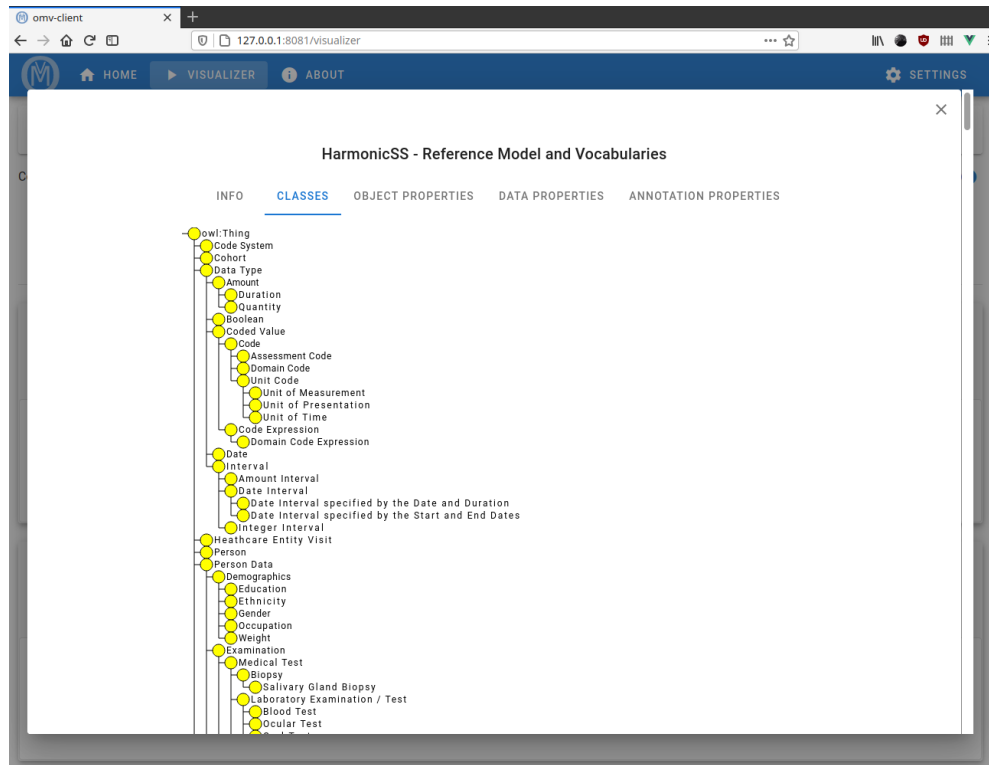 omv-client
127.0.0.1:8081/visualizer
HOME
VISUALIZER
ABOUT
SETTINGS
HarmonicSS - Reference Model and Vocabularies
INFO
CLASSES
OBJECT PROPERTIES
DATA PROPERTIES
ANNOTATION PROPERTIES
owl:Thing
Code System
Cohort
Data Type
Amount
Duration
Quantity
Boolean
Coded Value
Code
Assessment Code
Domain Code
Unit Code
Unit of Measurement
Unit of Presentation
Unit of Time
Code Expression
Domain Code Expression
Date
Interval
Amount Interval
Date Interval
Date Interval specified by the Date and Duration
Date Interval specified by the Start and End Dates
Integer Interval
Heathcare Entity Visit
Person
Person Data
Demographics
Education
Ethnicity
Gender
Occupation
Weight
Examination
Medical Test
Biopsy
Salivary Gland Biopsy
Laboratory Examination / Test
Blood Test
Ocular Test